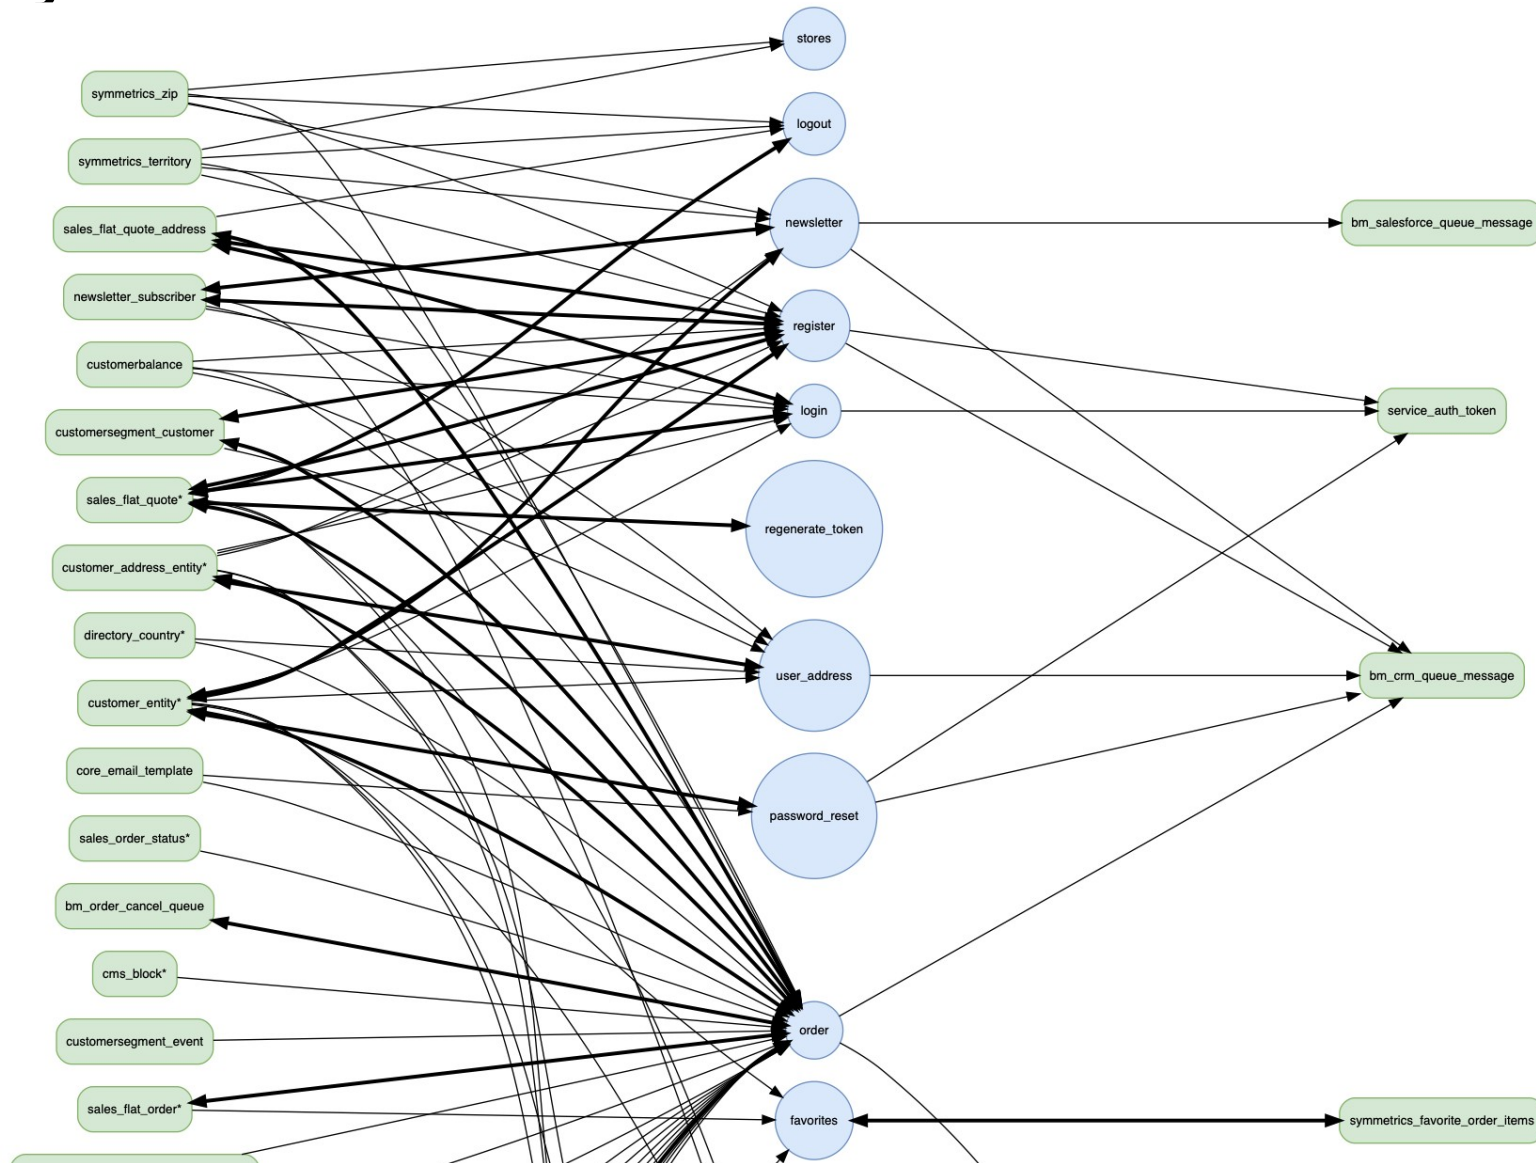 stores
symmetrics_zip
logout
symmetrics_territory
newsletter
sales_flat_quote_address
bm_salesforce_queue_message
newsletter_subscriber
register
customerbalance
login
service_auth_token
customersegment_customer
sales_flat_quote*
regenerate_token
customer_address_entity*
directory_country*
user_address
bm_crm_queue_message
customer_entity*
core_email_template
password_reset
sales_order_status*
bm_order_cancel_queue
cms_block*
order
customersegment_event
sales_flat_order*
favorites
symmetrics_favorite_order_items